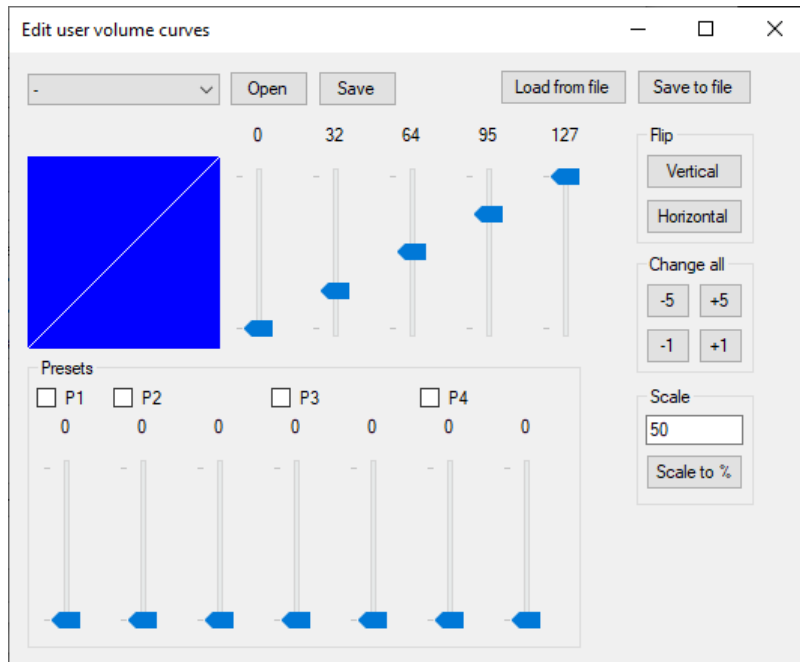 Edit user volume curves
- Open Save Load from file Save to file
0 32 64 95 127
Flip
Vertical
Horizontal
Change all
-5 +5
-1 +1
Presets
P1 P2 P3 P4
0 0 0 0 0 0 0
Scale
50
Scale to %